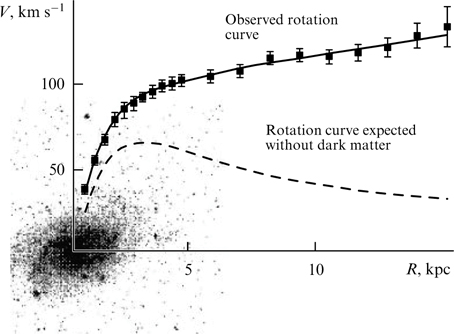 V, km s⁻¹
Observed rotation
curve
100
Rotation curve expected
without dark matter
50
5
10
R, kpc